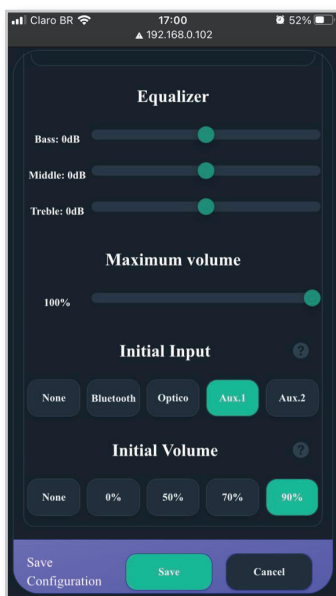 Claro BR 17:00 52%
192.168.0.102
Equalizer
Bass: 0dB
Middle: 0dB
Treble: 0dB
Maximum volume
100%
Initial Input ?
None Bluetooth Optico Aux.1 Aux.2
Initial Volume ?
None 0% 50% 70% 90%
Save
Configuration
Save Cancel